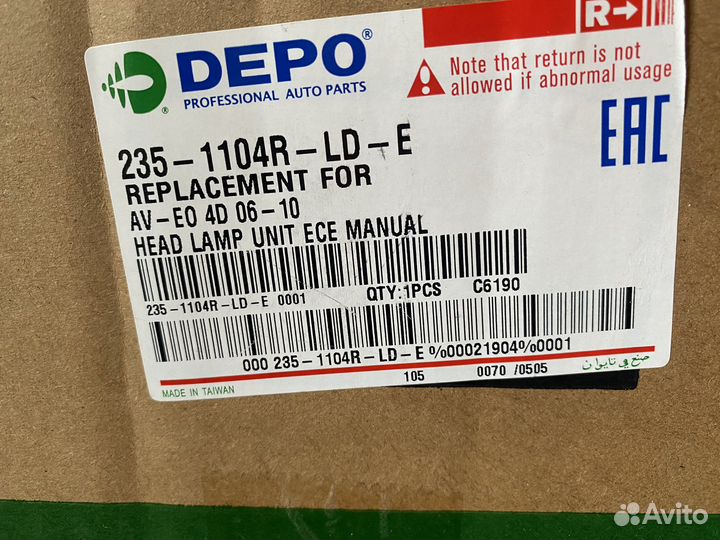 DEPO®
PROFESSIONAL AUTO PARTS
R→
Note that return is not
allowed if abnormal usage
EAC
235-1104R-LD-E
REPLACEMENT FOR
AV-EO 4D 06-10
HEAD LAMP UNIT ECE MANUAL
235-1104R-LD-E 0001
QTY:1PCS C6190
000 235-1104R-LD-E %00021904%0001
MADE IN TAIWAN
105 0070 /0505
صنع في تايوان
Avito